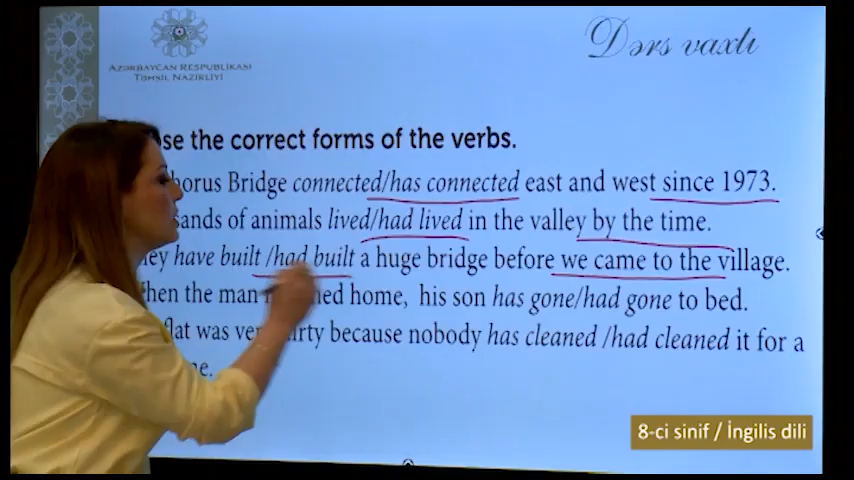 AZƏRBAYCAN RESPUBLİKASI
TƏHSİL NAZİRLİYİ
Dərs vaxtı
se the correct forms of the verbs.
horus Bridge connected/has connected east and west since 1973.
sands of animals lived/had lived in the valley by the time.
ey have built /had built a huge bridge before we came to the village.
hen the man home, his son has gone/had gone to bed.
flat was very dirty because nobody has cleaned /had cleaned it for a
ne.
8-ci sinif / İngilis dili